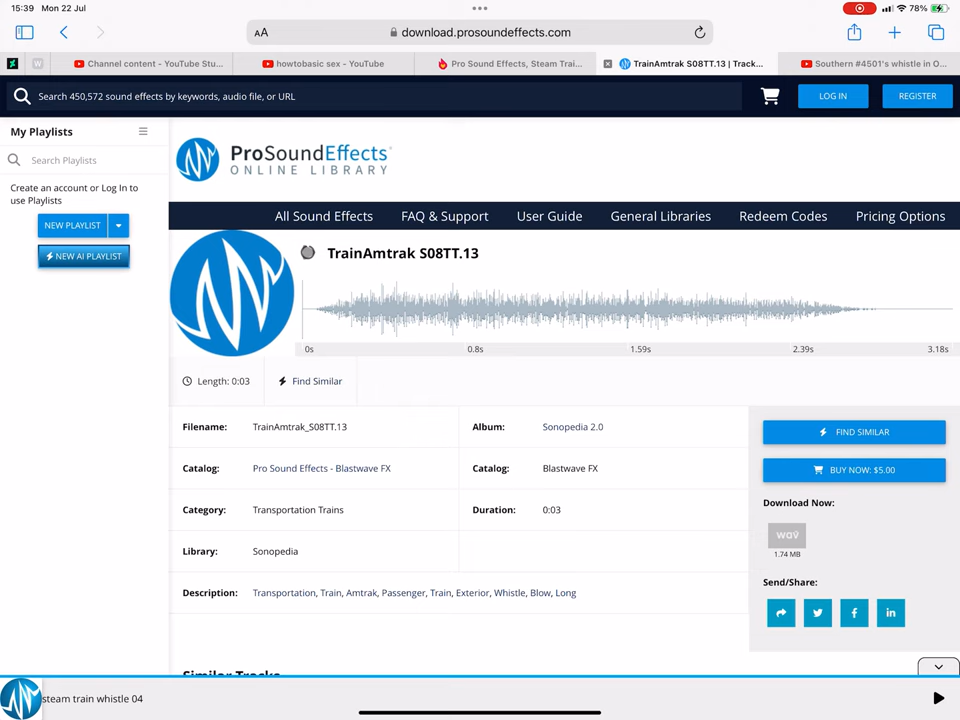 15:39 Mon 22 Jul
78%
AA
download.prosoundeffects.com
W
Channel content - YouTube Stu...
howtobasic sex - YouTube
Pro Sound Effects, Steam Trai...
TrainAmtrak S08TT.13 | Track...
Southern #4501's whistle in O...
Search 450,572 sound effects by keywords, audio file, or URL
LOG IN
REGISTER
My Playlists
Search Playlists
Create an account or Log In to
use Playlists
NEW PLAYLIST
NEW AI PLAYLIST
ProSoundEffects
ONLINE LIBRARY
All Sound Effects
FAQ & Support
User Guide
General Libraries
Redeem Codes
Pricing Options
TrainAmtrak S08TT.13
0s
0.8s
1.59s
2.39s
3.18s
Length: 0:03
Find Similar
Filename: TrainAmtrak_S08TT.13
Album: Sonopedia 2.0
Catalog: Pro Sound Effects - Blastwave FX
Catalog: Blastwave FX
Category: Transportation Trains
Duration: 0:03
Library: Sonopedia
Description: Transportation, Train, Amtrak, Passenger, Train, Exterior, Whistle, Blow, Long
FIND SIMILAR
BUY NOW: $5.00
Download Now:
wav
1.74 MB
Send/Share:
Similar Tracks
steam train whistle 04